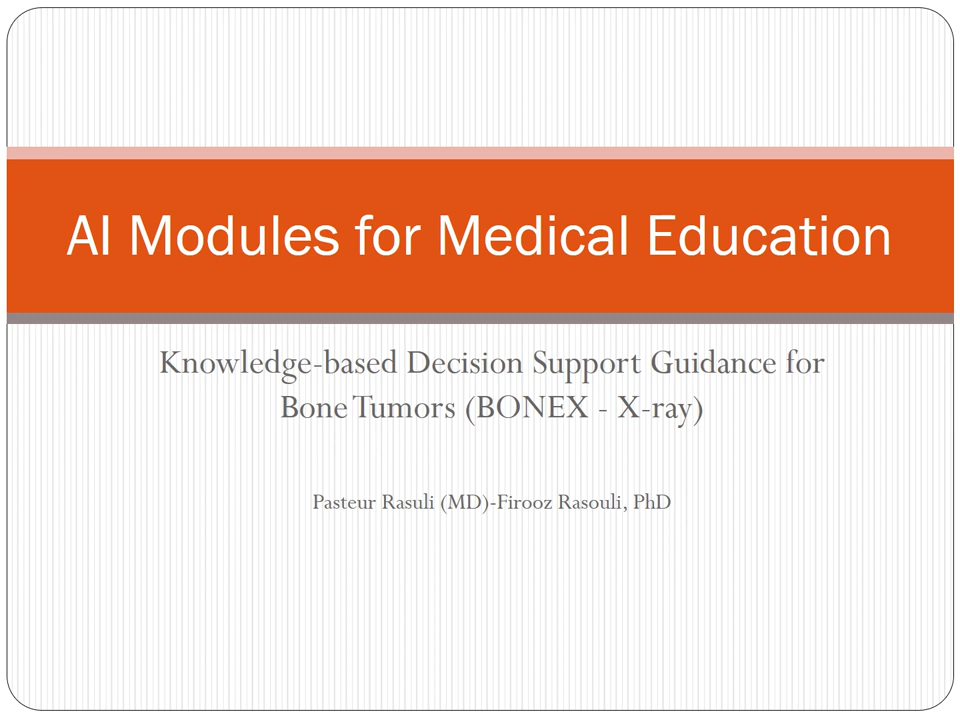 AI Modules for Medical Education
Knowledge-based Decision Support Guidance for
Bone Tumors (BONEX - X-ray)
Pasteur Rasuli (MD)-Firooz Rasouli, PhD